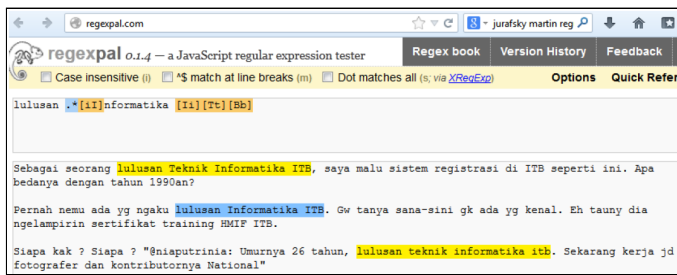 regexpal.com
jurafsky martin reg
regexpal 0.1.4 — a JavaScript regular expression tester
Regex book Version History Feedback
Case insensitive (i) ^$ match at line breaks (m) Dot matches all (s; via XRegExp) Options Quick Refer
lulusan .*[iI]nformatika [Ii][Tt][Bb]
Sebagai seorang lulusan Teknik Informatika ITB, saya malu sistem registrasi di ITB seperti ini. Apa
bedanya dengan tahun 1990an?
Pernah nemu ada yg ngaku lulusan Informatika ITB. Gw tanya sana-sini gk ada yg kenal. Eh tauny dia
ngelampirin sertifikat training HMIF ITB.
Siapa kak ? Siapa ? "@niaputrinia: Umurnya 26 tahun, lulusan teknik informatika itb. Sekarang kerja jd
fotografer dan kontributornya National"